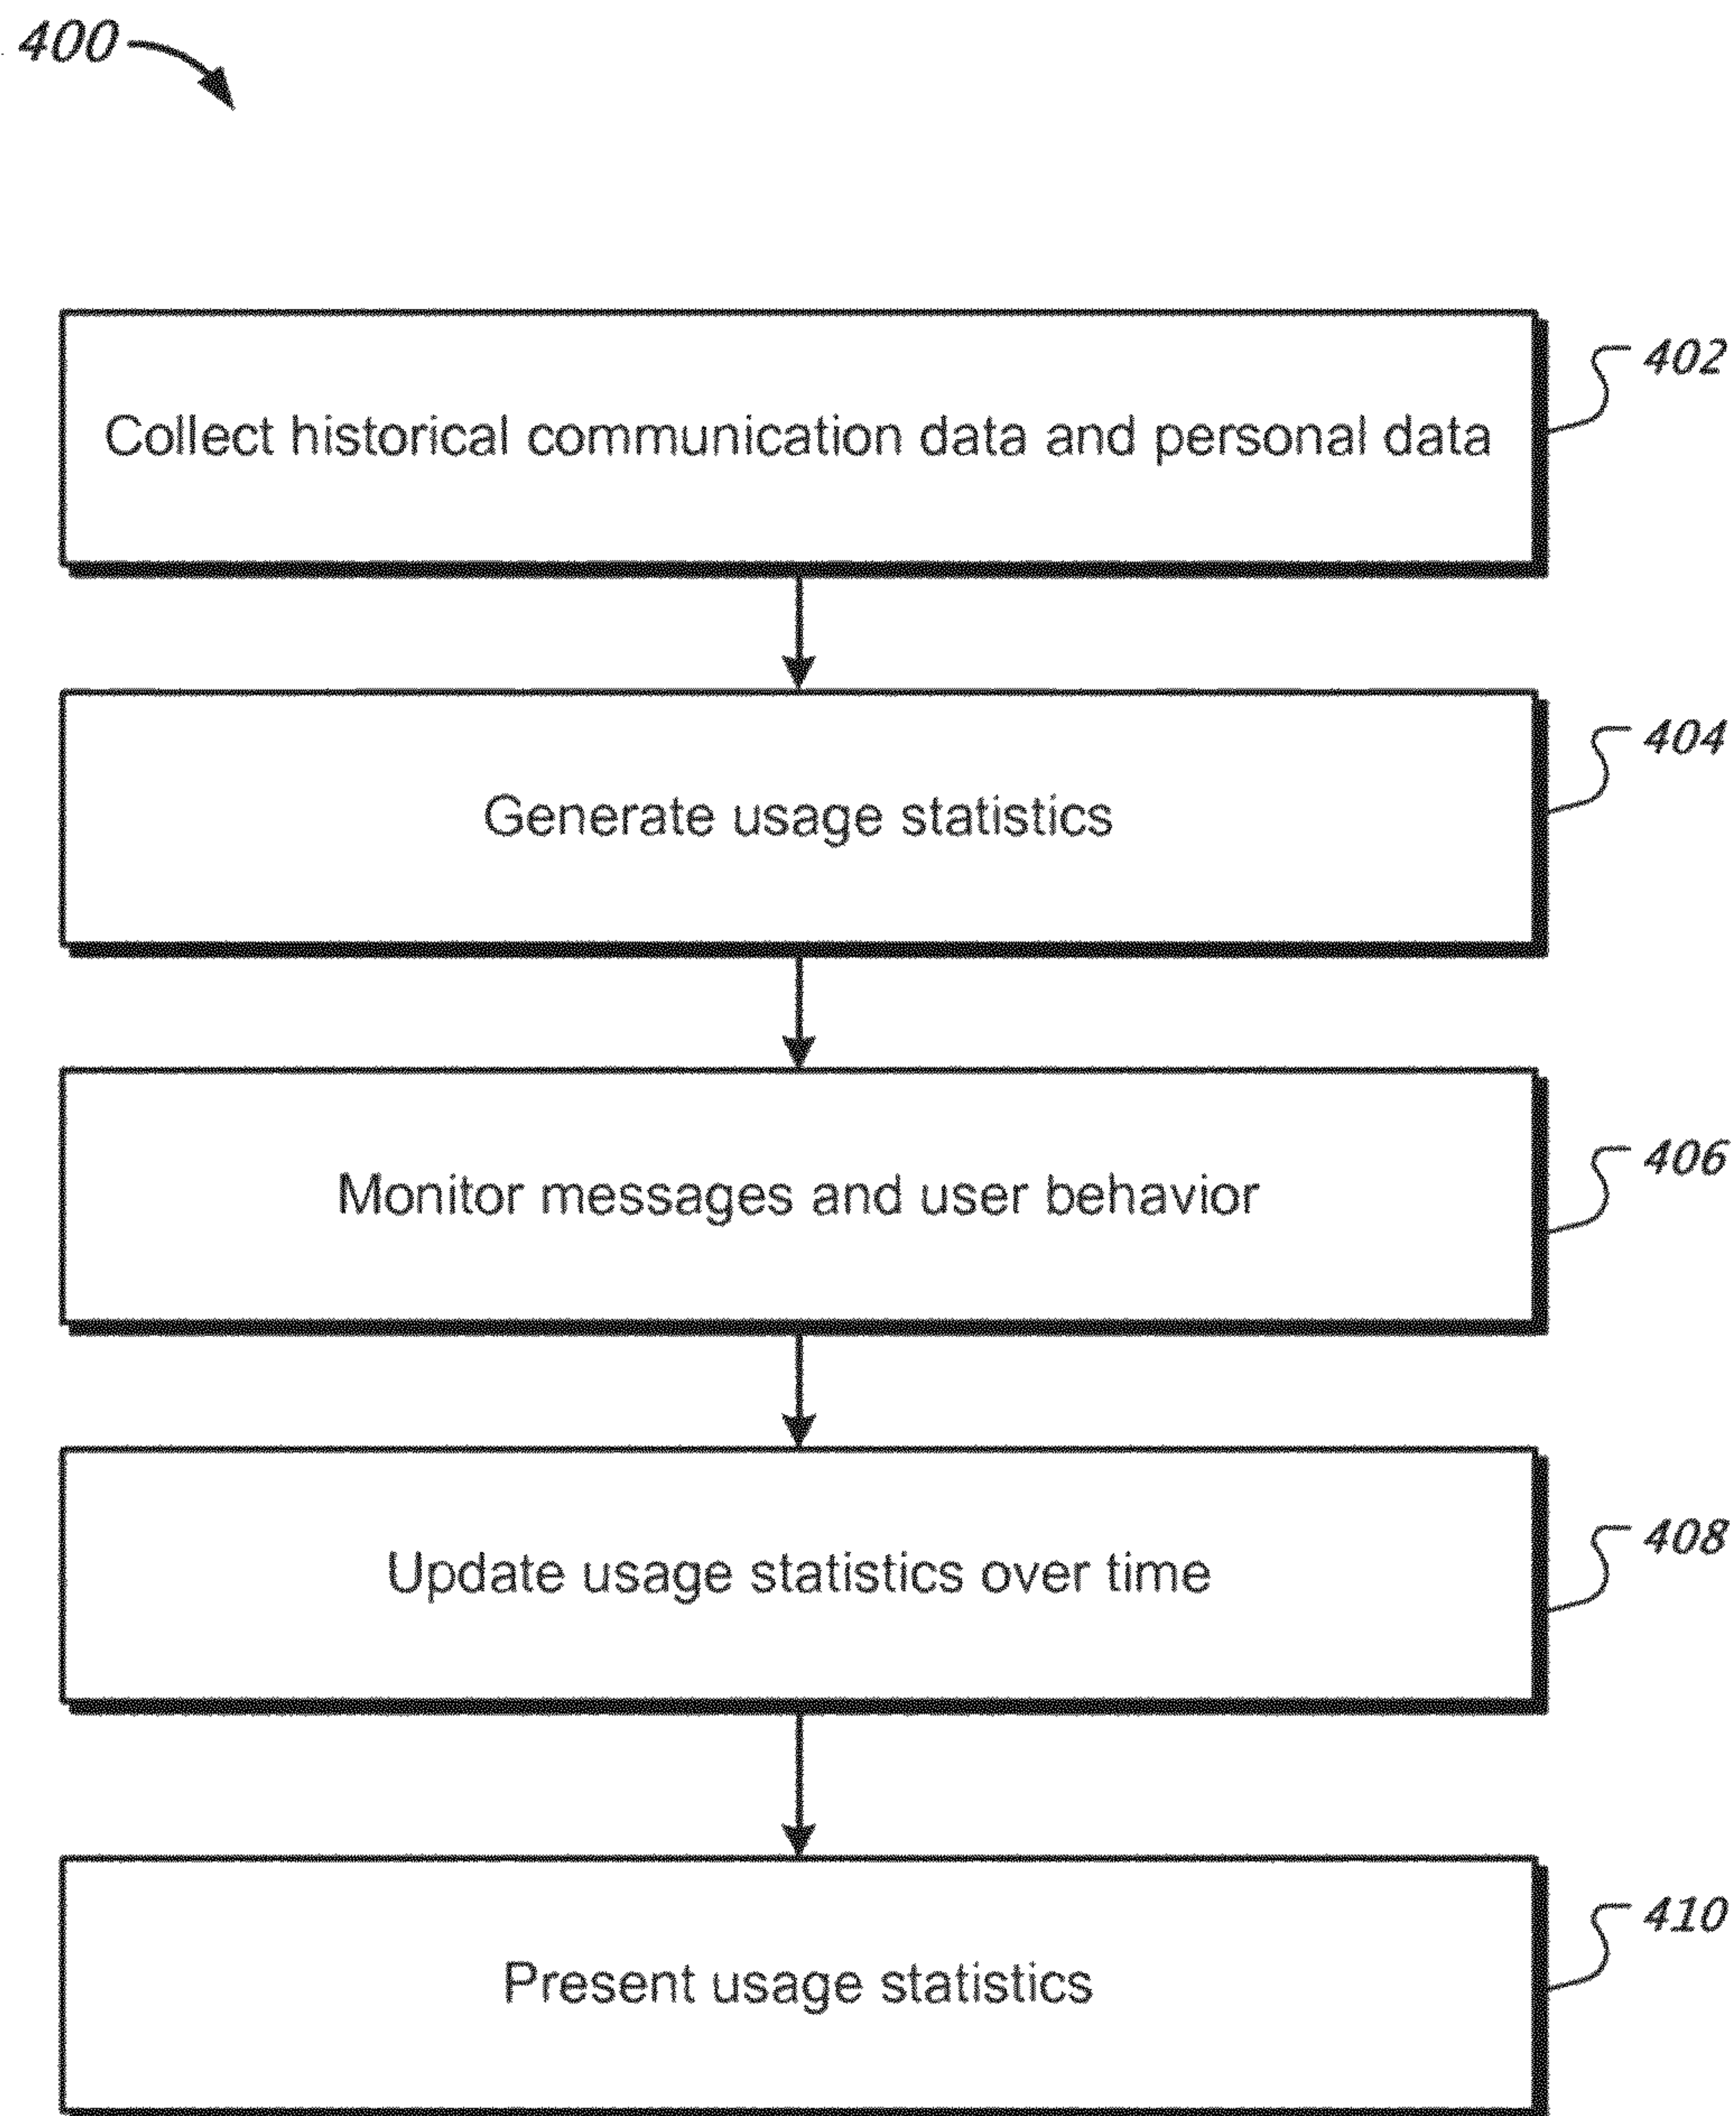 400
Collect historical communication data and personal data
402
Generate usage statistics
404
Monitor messages and user behavior
406
Update usage statistics over time
408
Present usage statistics
410